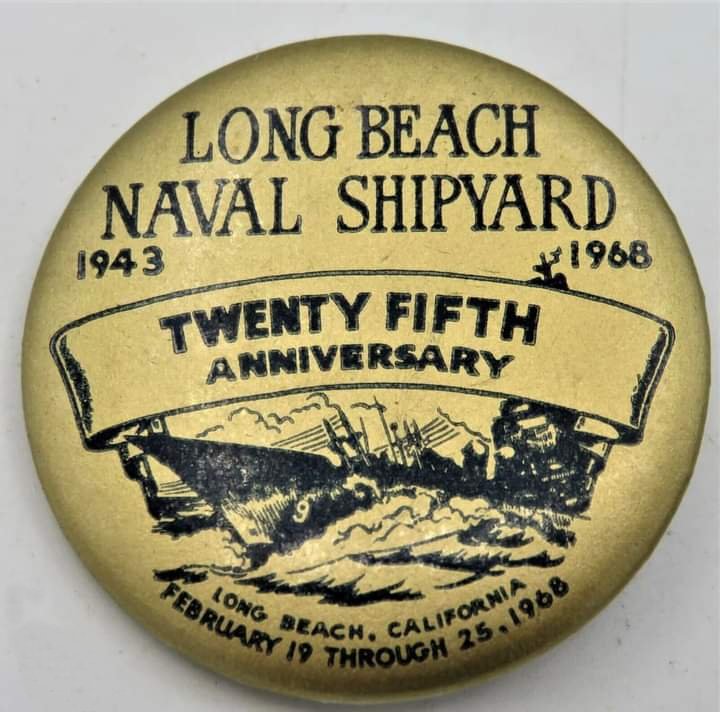 LONG BEACH
NAVAL SHIPYARD
1943 1968
TWENTY FIFTH
ANNIVERSARY
LONG BEACH, CALIFORNIA
FEBRUARY 19 THROUGH 25, 1968